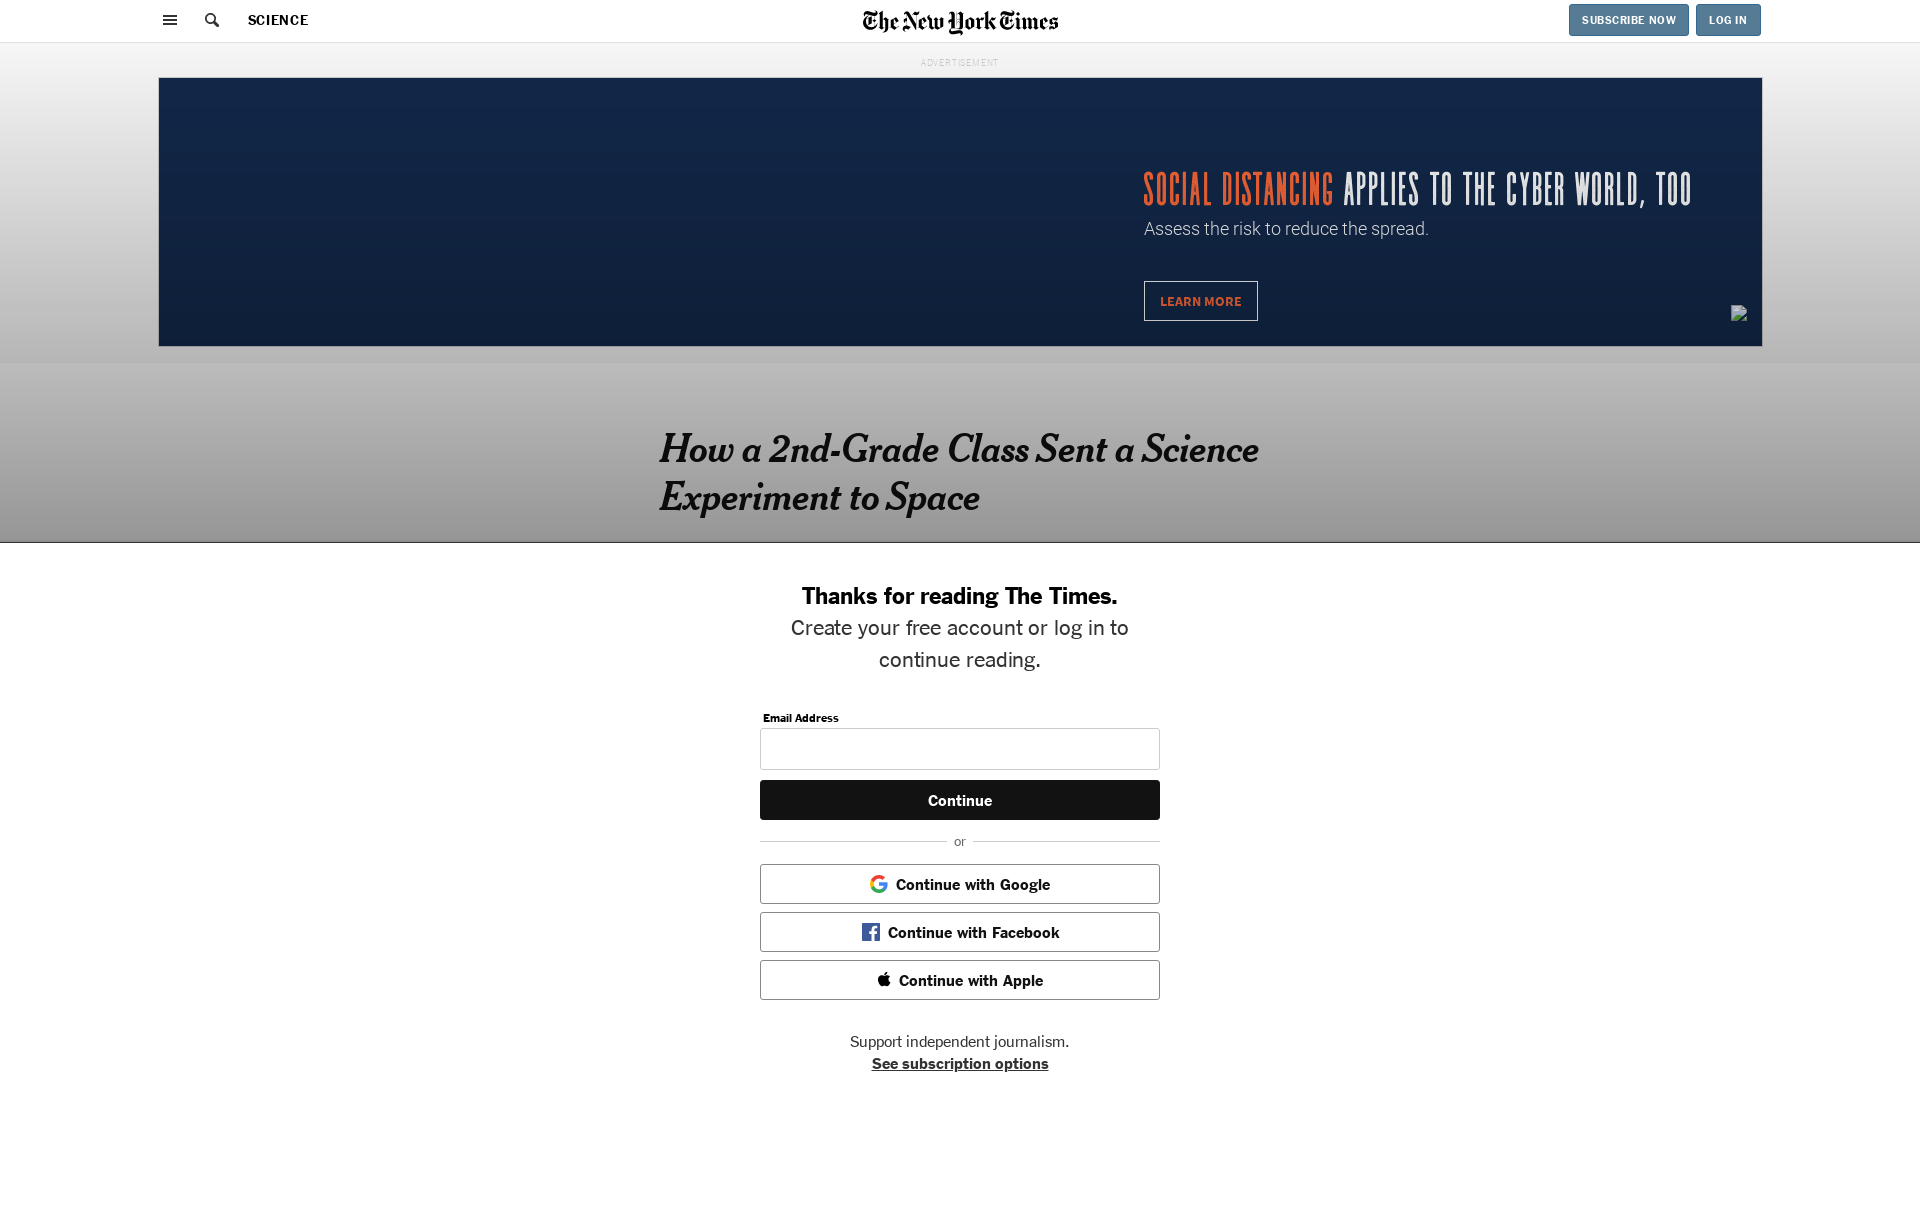 SCIENCE
The New York Times
SUBSCRIBE NOW
LOG IN
ADVERTISEMENT
SOCIAL DISTANCING APPLIES TO THE CYBER WORLD, TOO
Assess the risk to reduce the spread.
LEARN MORE
How a 2nd-Grade Class Sent a Science
Experiment to Space
Thanks for reading The Times.
Create your free account or log in to
continue reading.
Email Address
Continue
or
Continue with Google
Continue with Facebook
Continue with Apple
Support independent journalism.
See subscription options